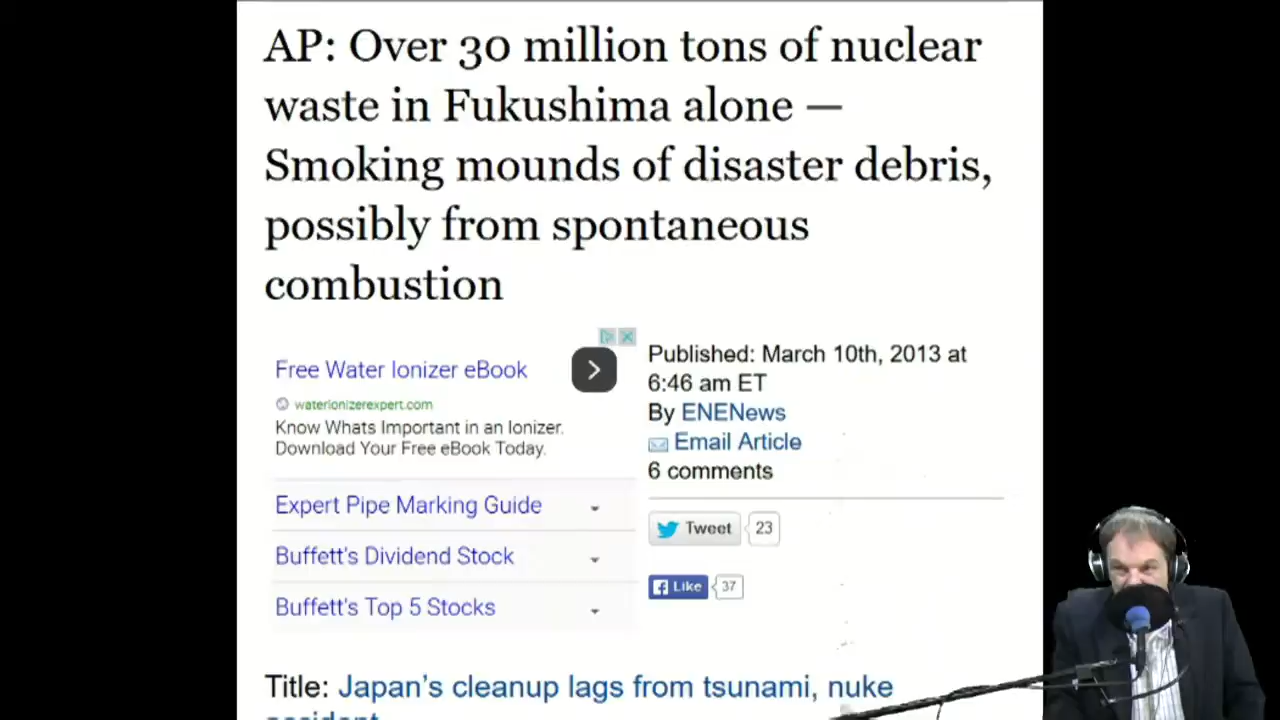 AP: Over 30 million tons of nuclear
waste in Fukushima alone —
Smoking mounds of disaster debris,
possibly from spontaneous
combustion
Free Water Ionizer eBook
waterionizerexpert.com
Know Whats Important in an Ionizer.
Download Your Free eBook Today.
Expert Pipe Marking Guide
Buffett's Dividend Stock
Buffett's Top 5 Stocks
Published: March 10th, 2013 at
6:46 am ET
By ENENews
Email Article
6 comments
Tweet 23
Like 37
Title: Japan's cleanup lags from tsunami, nuke
accident